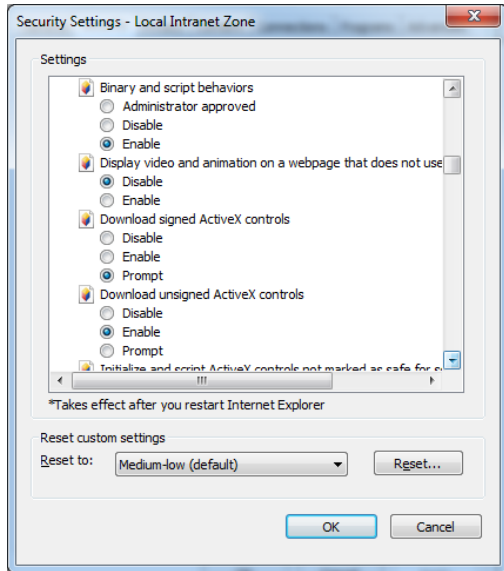 Security Settings - Local Intranet Zone
Settings
Binary and script behaviors
Administrator approved
Disable
Enable
Display video and animation on a webpage that does not use
Disable
Enable
Download signed ActiveX controls
Disable
Enable
Prompt
Download unsigned ActiveX controls
Disable
Enable
Prompt
Initialize and script ActiveX controls not marked as safe for s
*Takes effect after you restart Internet Explorer
Reset custom settings
Reset to:
Medium-low (default)
Reset...
OK
Cancel